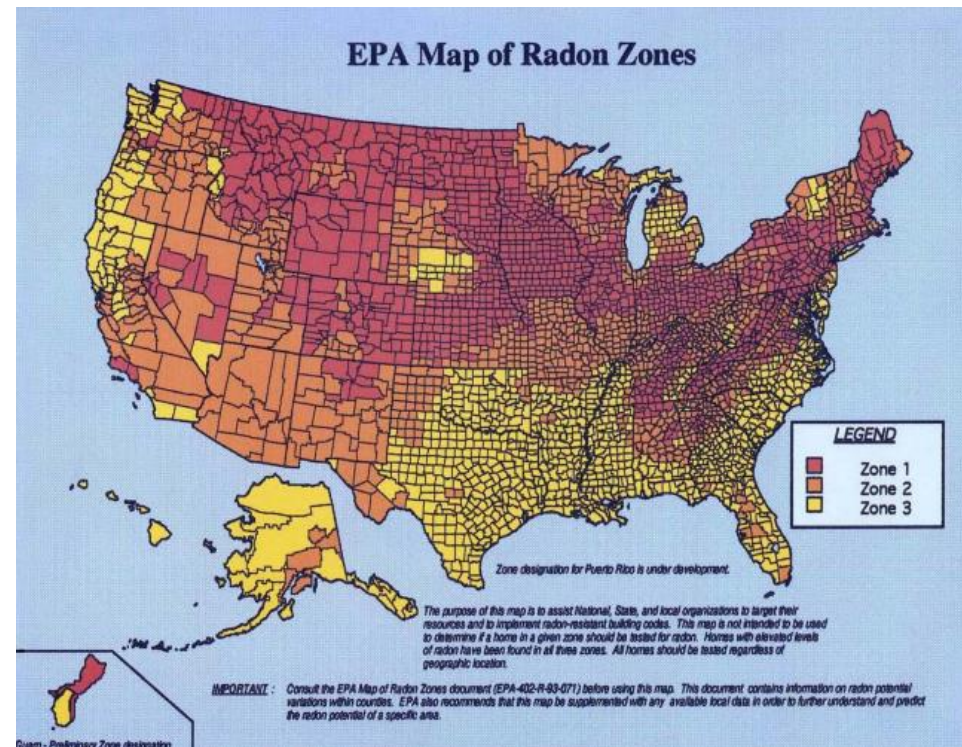 EPA Map of Radon Zones
LEGEND
Zone 1
Zone 2
Zone 3
Zone designation for Puerto Rico is under development.
The purpose of this map is to assist National, State, and local organizations to target their
resources and to implement radon-resistant building codes. This map is not intended to be used
to determine if a home in a given zone should be tested for radon. Homes with elevated levels
of radon have been found in all three zones. All homes should be tested regardless of
geographic location.
IMPORTANT : Consult the EPA Map of Radon Zones document (EPA-402-R-93-071) before using this map. This document contains information on radon potential
variations within counties. EPA also recommends that this map be supplemented with any available local data in order to further understand and predict
the radon potential of a specific area.
Guam - Preliminary Zone designation